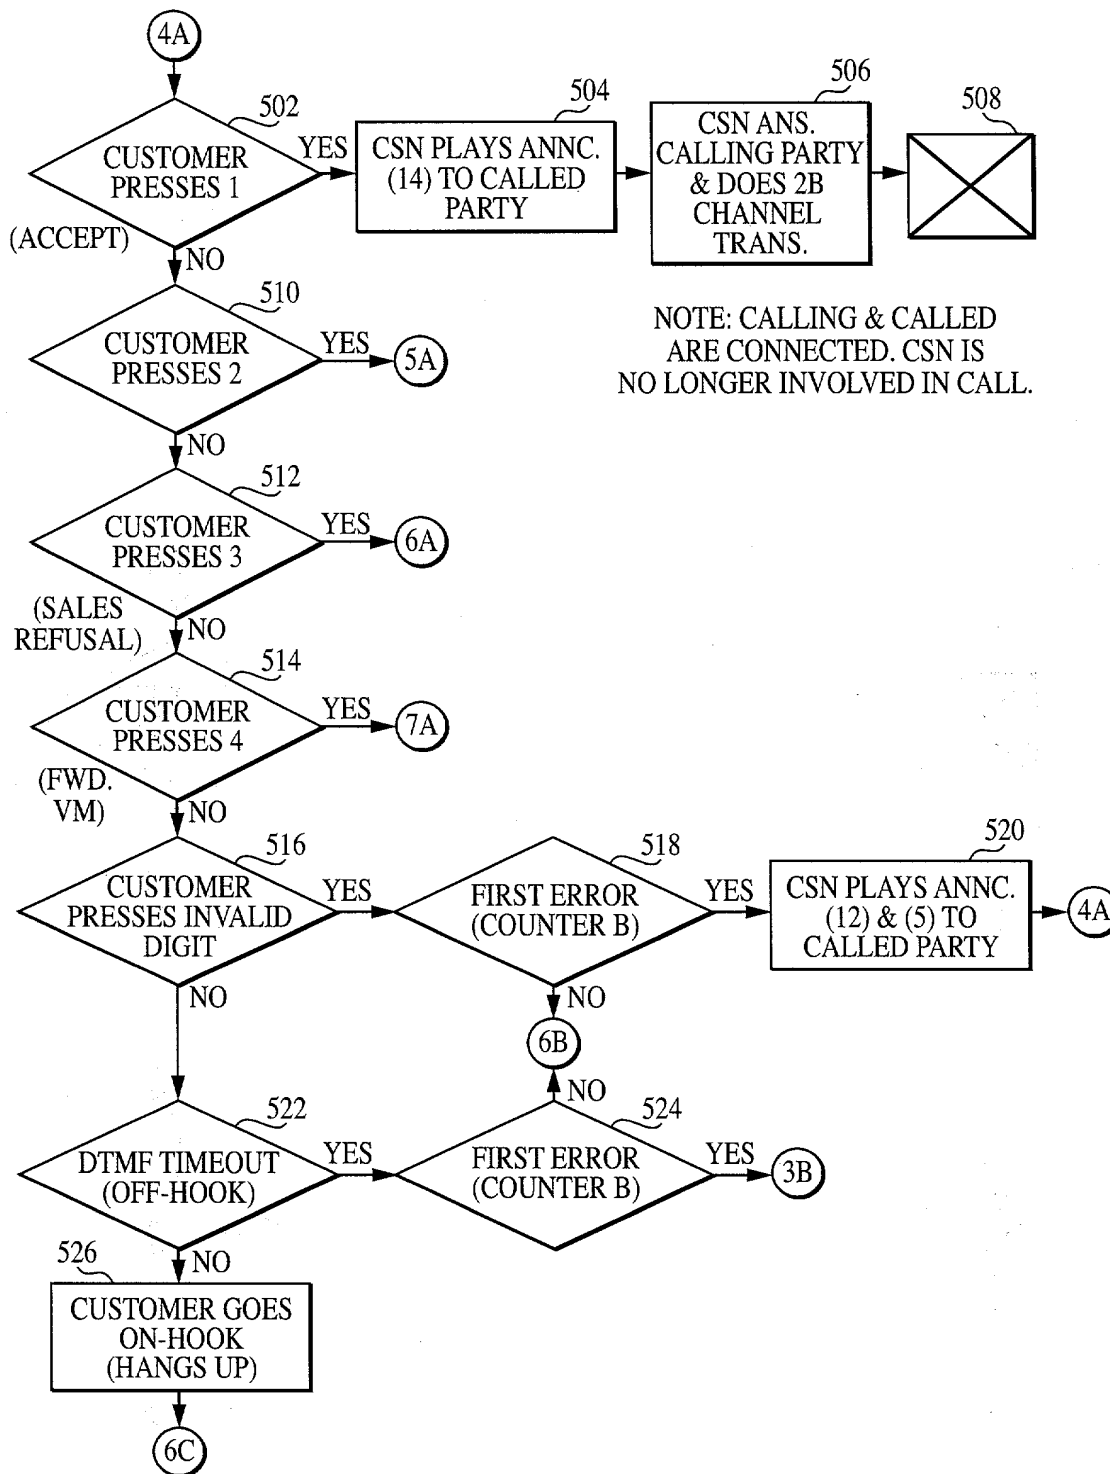 4A
502
504
506
508
CUSTOMER
PRESSES 1
YES
CSN PLAYS ANNC.
(14) TO CALLED
PARTY
CSN ANS.
CALLING PARTY
& DOES 2B
CHANNEL
TRANS.
(ACCEPT)
NO
NOTE: CALLING & CALLED
ARE CONNECTED. CSN IS
NO LONGER INVOLVED IN CALL.
510
CUSTOMER
PRESSES 2
YES
5A
NO
512
CUSTOMER
PRESSES 3
YES
6A
(SALES
REFUSAL)
NO
514
CUSTOMER
PRESSES 4
YES
7A
(FWD.
VM)
NO
516
CUSTOMER
PRESSES INVALID
DIGIT
YES
518
FIRST ERROR
(COUNTER B)
YES
520
CSN PLAYS ANNC.
(12) & (5) TO
CALLED PARTY
4A
NO
NO
6B
NO
522
DTMF TIMEOUT
(OFF-HOOK)
YES
524
FIRST ERROR
(COUNTER B)
YES
3B
NO
526
CUSTOMER GOES
ON-HOOK
(HANGS UP)
6C